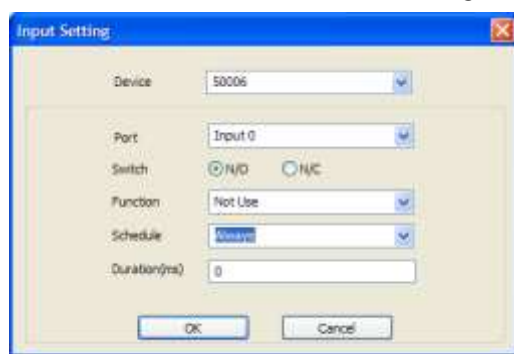 Input Setting
Device 50006
Port Input 0
Switch N/O N/C
Function Not Use
Schedule Always
Duration(ms) 0
OK Cancel